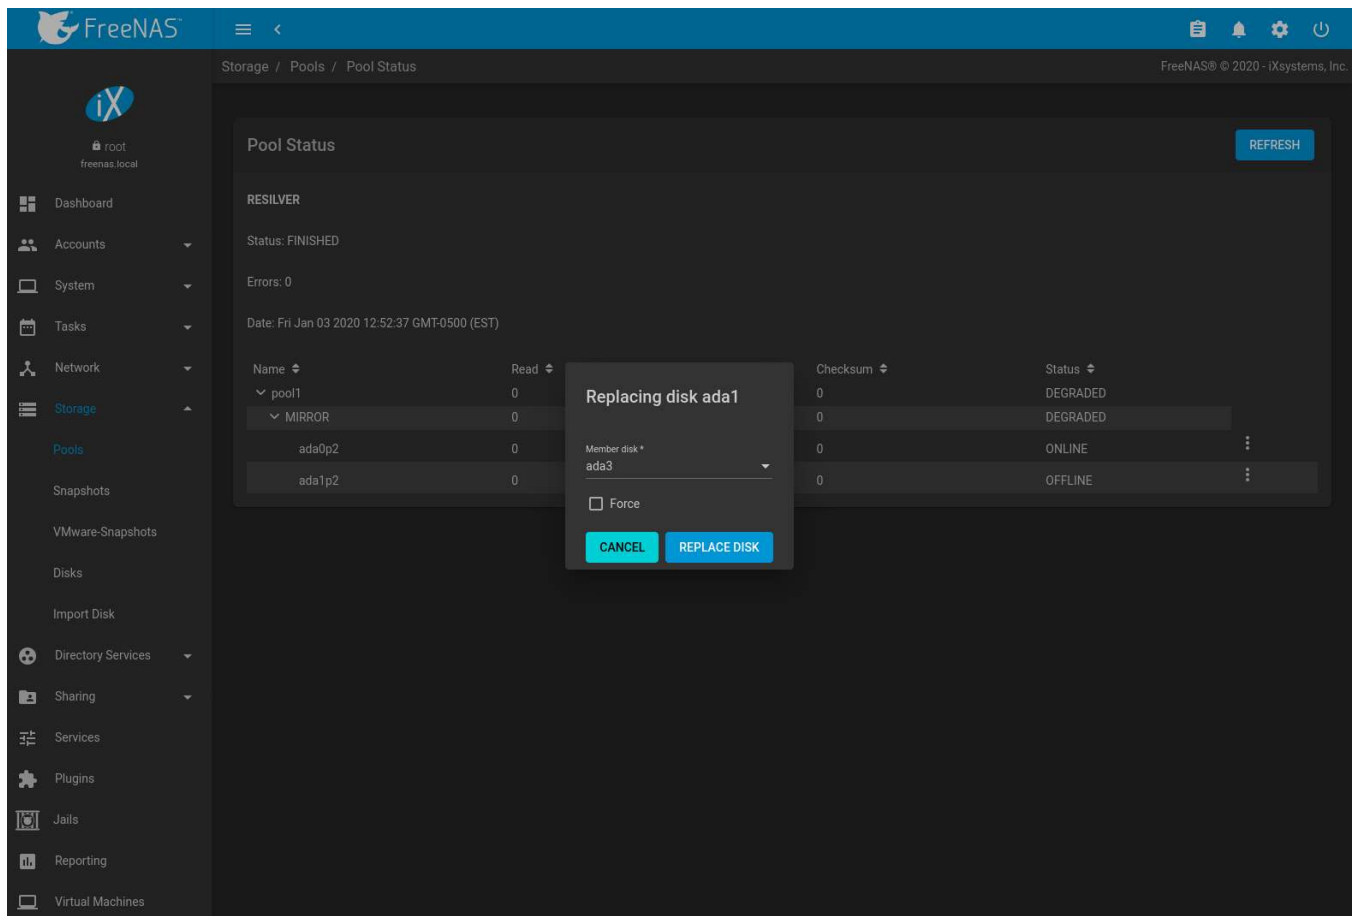 FreeNAS
Storage / Pools / Pool Status
FreeNAS® © 2020 - iXsystems, Inc.
iX
root
freenas.local
Dashboard
Accounts
System
Tasks
Network
Storage
Pools
Snapshots
VMware-Snapshots
Disks
Import Disk
Directory Services
Sharing
Services
Plugins
Jails
Reporting
Virtual Machines
Pool Status
REFRESH
RESILVER
Status: FINISHED
Errors: 0
Date: Fri Jan 03 2020 12:52:37 GMT-0500 (EST)
Name Read Checksum Status
pool1 0 0 DEGRADED
MIRROR 0 0 DEGRADED
ada0p2 0 0 ONLINE
ada1p2 0 0 OFFLINE
Replacing disk ada1
Member disk *
ada3
Force
CANCEL REPLACE DISK